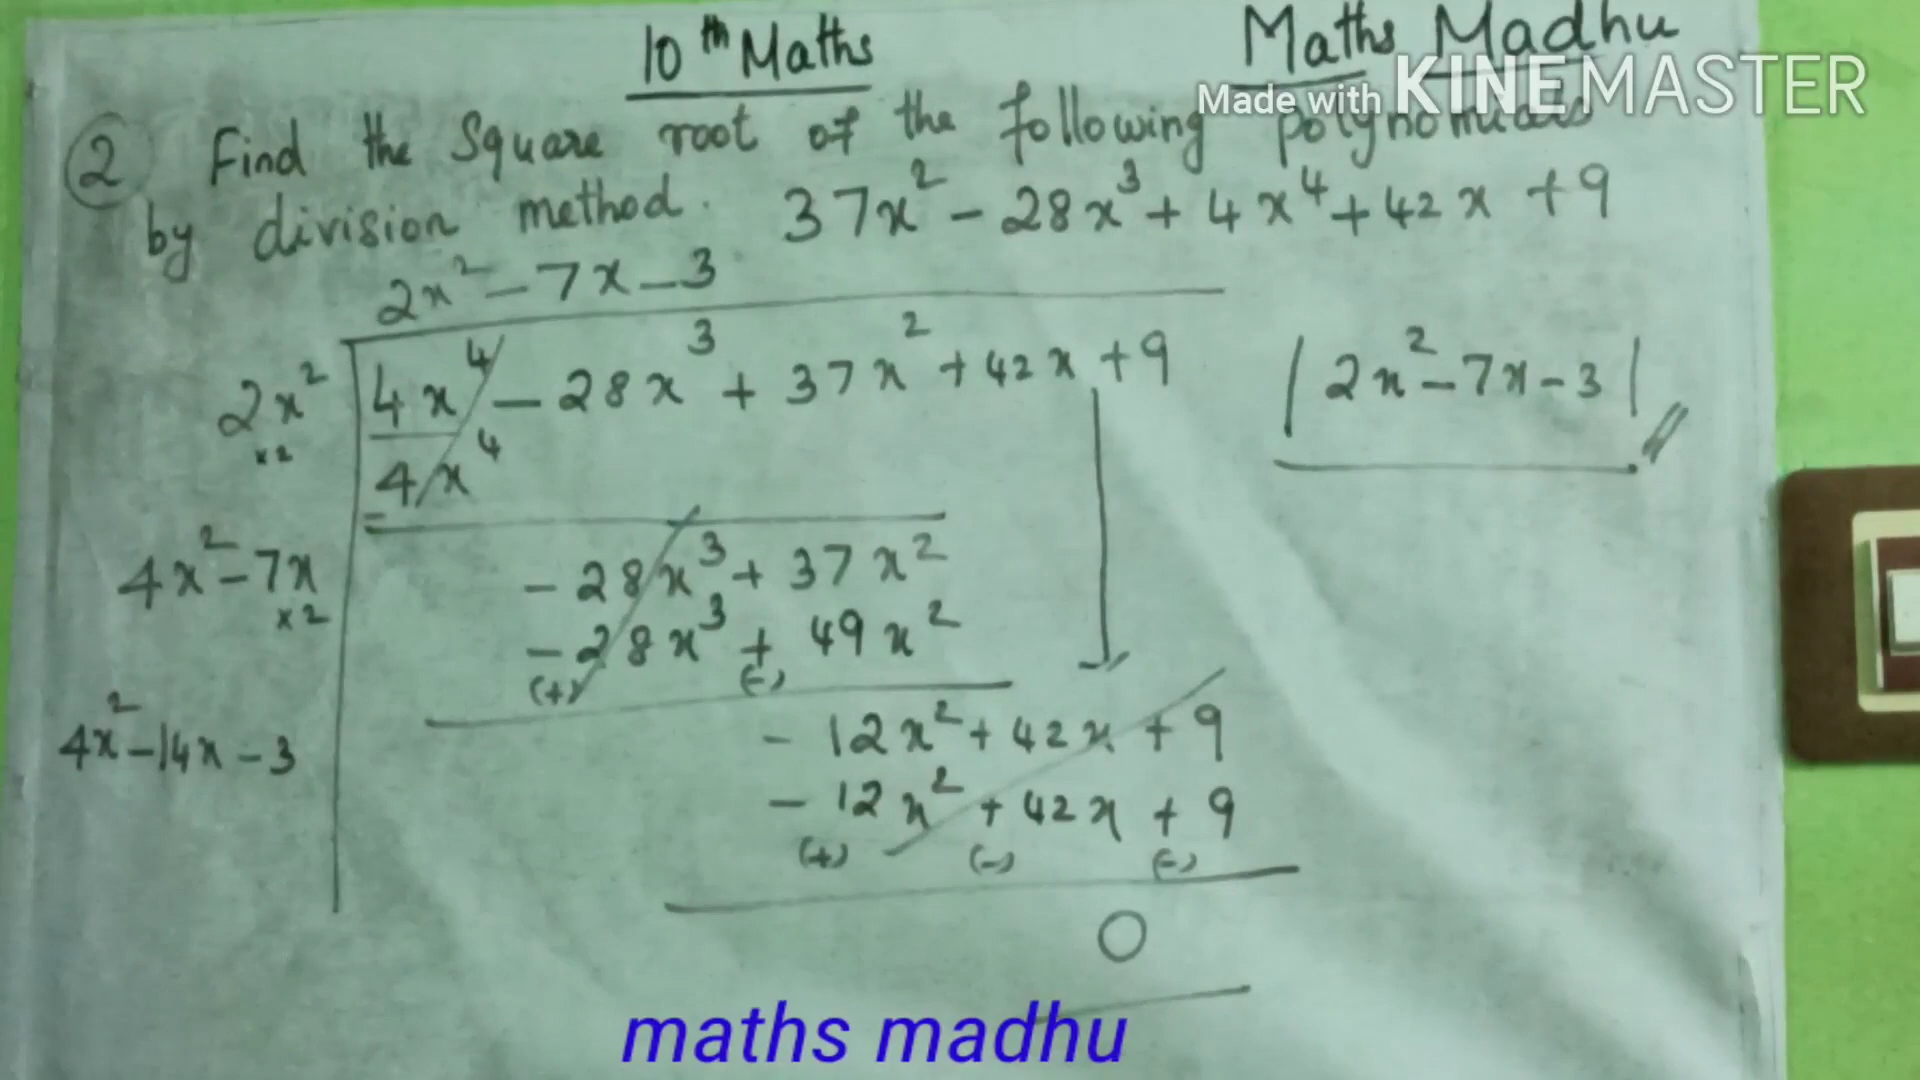 10th Maths
Maths Madhu
Made with KINEMASTER
② Find the Square root of the following polynomials
by division method. 37x² - 28x³ + 4x⁴ + 42x + 9
2x² - 7x - 3
2x² 4x⁴ - 28x³ + 37x² + 42x + 9 | 2x² - 7x - 3 |
×2 4x⁴
-
4x² - 7x - 28x³ + 37x²
×2 - 28x³ + 49x²
(+) (-)
4x² - 14x - 3 - 12x² + 42x + 9
- 12x² + 42x + 9
(+) (-) (-)
0
maths madhu